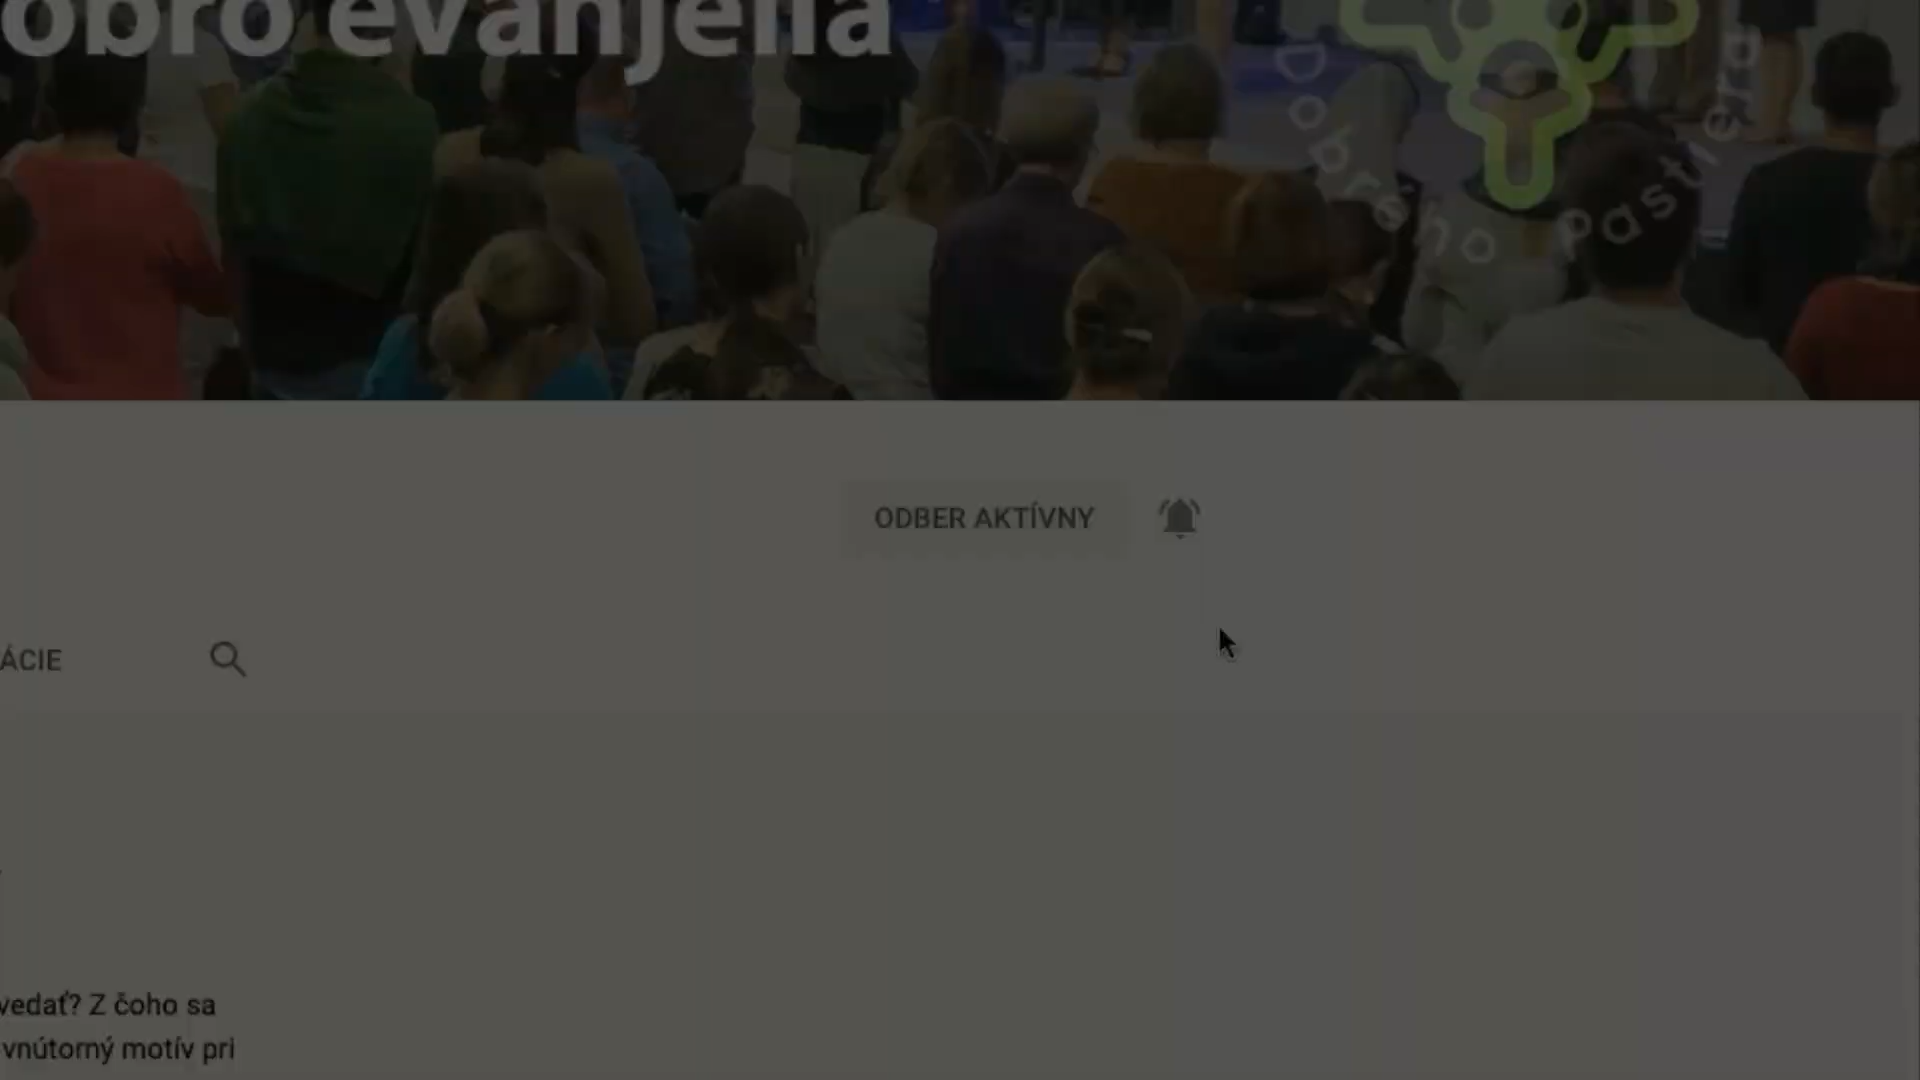 obro evanjelia
Dobrého pastiera
ODBER AKTÍVNY
ÁCIE
vedať? Z čoho sa
vnútorný motív pri